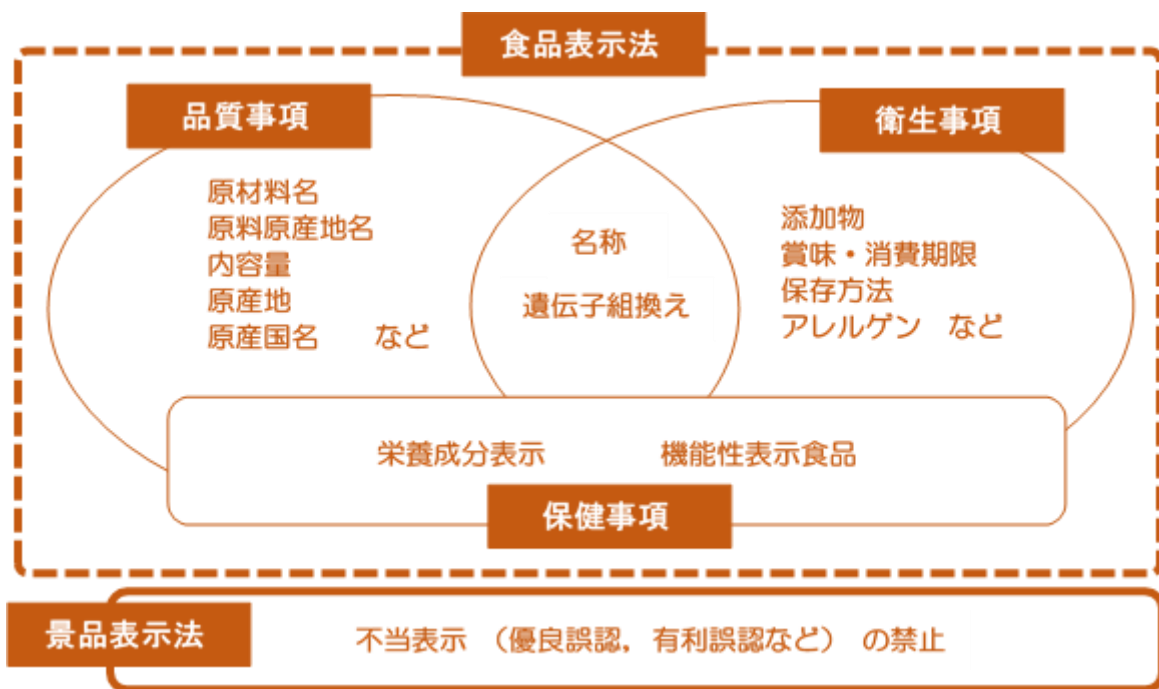 食品表示法
品質事項
原材料名
原料原産地名
内容量
原産地
原産国名　など
名称
遺伝子組換え
衛生事項
添加物
賞味・消費期限
保存方法
アレルゲン　など
栄養成分表示　機能性表示食品
保健事項
景品表示法
不当表示　（優良誤認，有利誤認など）　の禁止